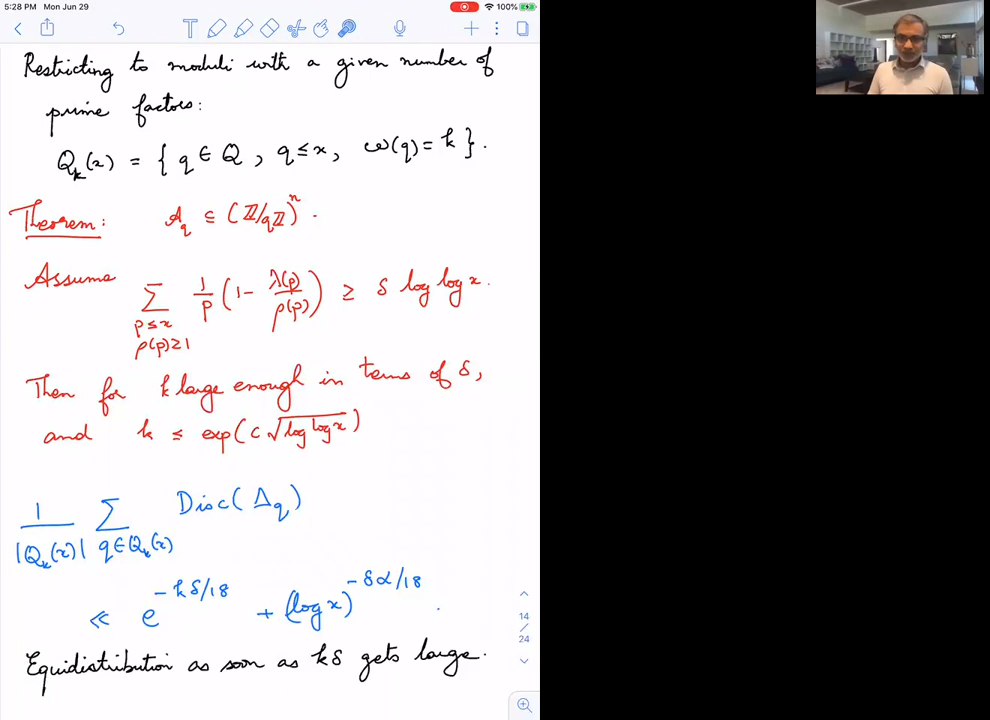 5:28 PM Mon Jun 29
100%
Restricting to moduli with a given number of
prime factors:
Q_k(x) = { q ∈ Q , q ≤ x, ω(q) = k }.
Theorem: A_q ⊆ (ℤ/qℤ)^n.
Assume ∑_{p≤x, ρ(p)≥1} 1/p (1 - λ(p)/ρ(p)) ≥ δ log log x.
Then for k large enough in terms of δ,
and k ≤ exp(c √(log log x))
1/|Q_k(x)| ∑_{q∈Q_k(x)} Disc(Δ_q)
≪ e^{-kδ/18} + (log x)^{-δα/18}.
Equidistribution as soon as kδ gets large.
14
/
24